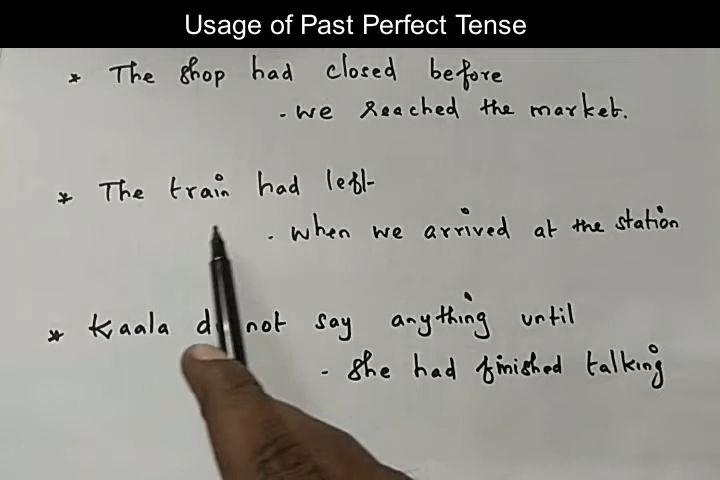 Usage of Past Perfect Tense
* The shop had closed before
- we reached the market.
* The train had left
- when we arrived at the station
* Kaala not say anything until
- she had finished talking